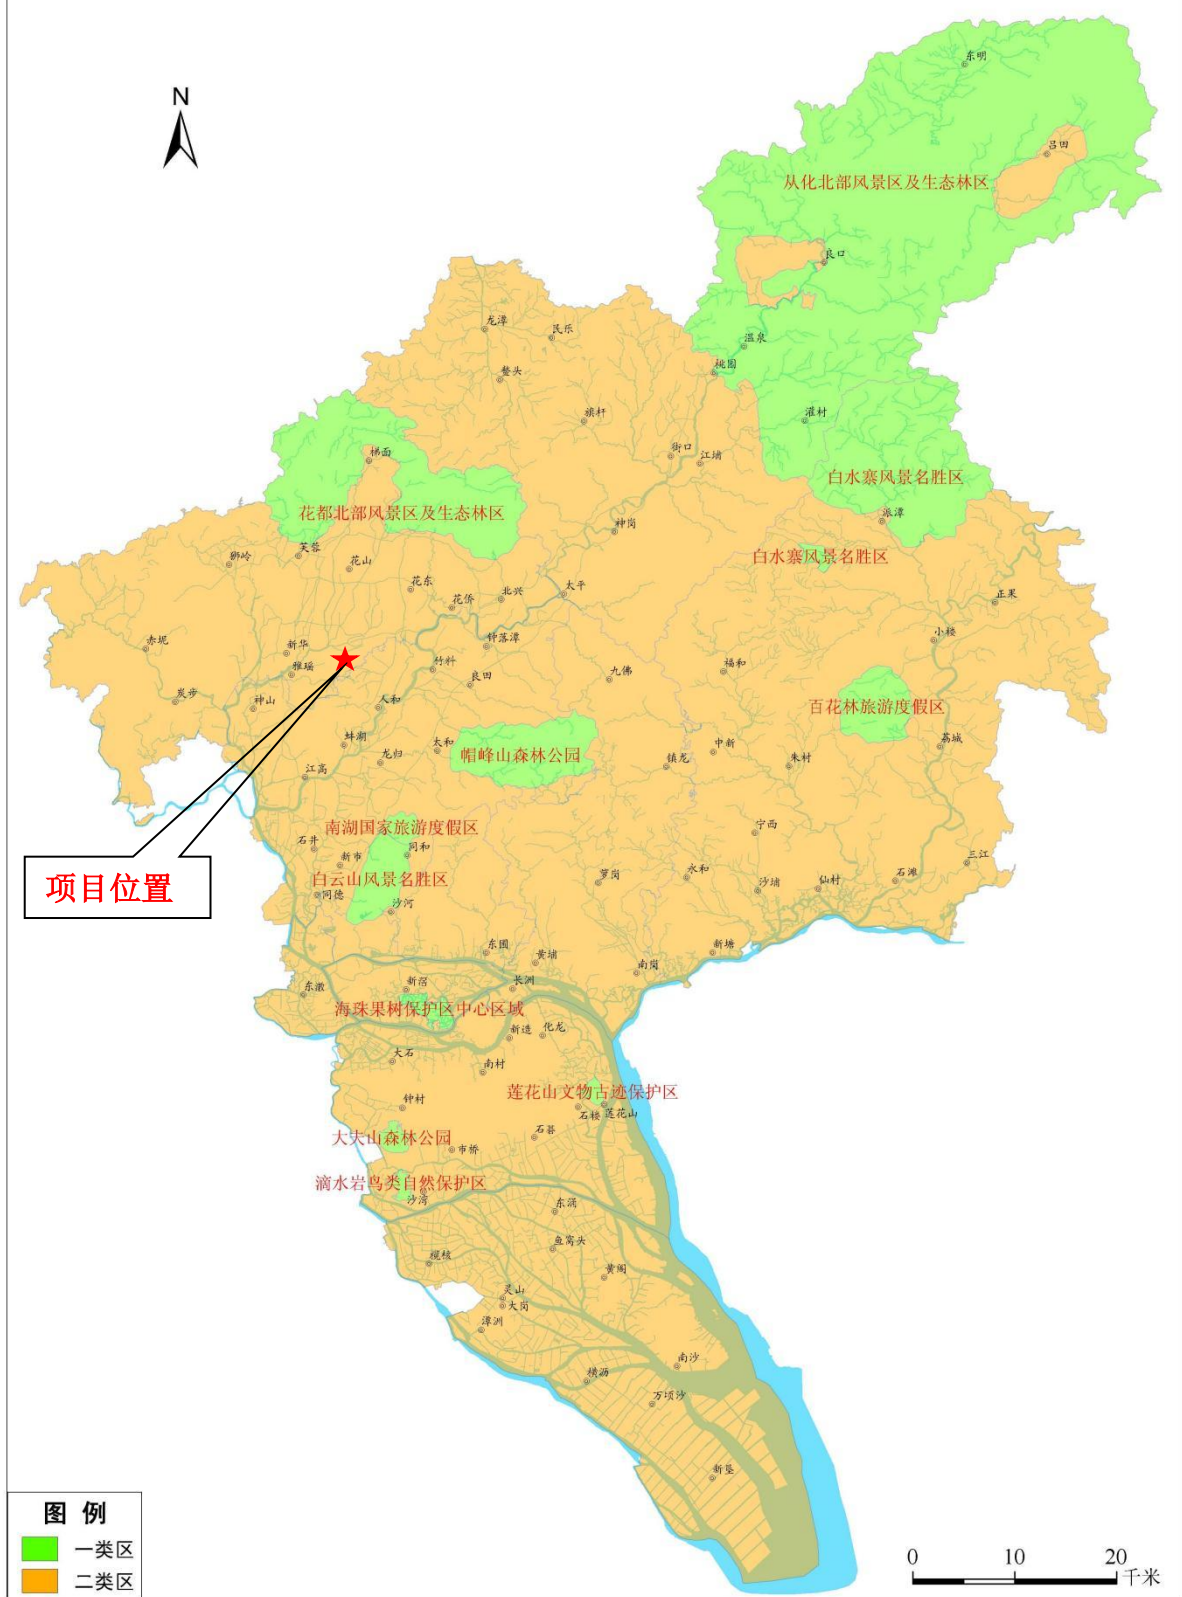 N
东明
吕田
从化北部风景区及生态林区
良口
龙潭
民乐
温泉
桃园
鳌头
旗杆
灌村
街口
江埔
梯面
白水寨风景名胜区
花都北部风景区及生态林区
派潭
神岗
芙蓉
狮岭
花山
白水寨风景名胜区
花东
北兴
太平
花侨
正果
赤坭
新华
钟落潭
小楼
雅瑶
竹料
良田
九佛
福和
炭步
神山
人和
百花林旅游度假区
蚌湖
龙归
太和
帽峰山森林公园
镇龙
中新
朱村
荔城
江高
南湖国家旅游度假区
宁西
石井
新市
同和
三江
项目位置
白云山风景名胜区
同德
沙河
萝岗
永和
沙埔
仙村
石滩
东圃
黄埔
南岗
新塘
东漖
新滘
长洲
海珠果树保护区中心区域
新造
化龙
大石
南村
莲花山文物古迹保护区
钟村
石楼
莲花山
大夫山森林公园
市桥
石碁
滴水岩鸟类自然保护区
沙湾
东涌
鱼窝头
榄核
黄阁
灵山
大岗
潭洲
南沙
横沥
万顷沙
新垦
图 例
一类区
二类区
0 10 20
千米